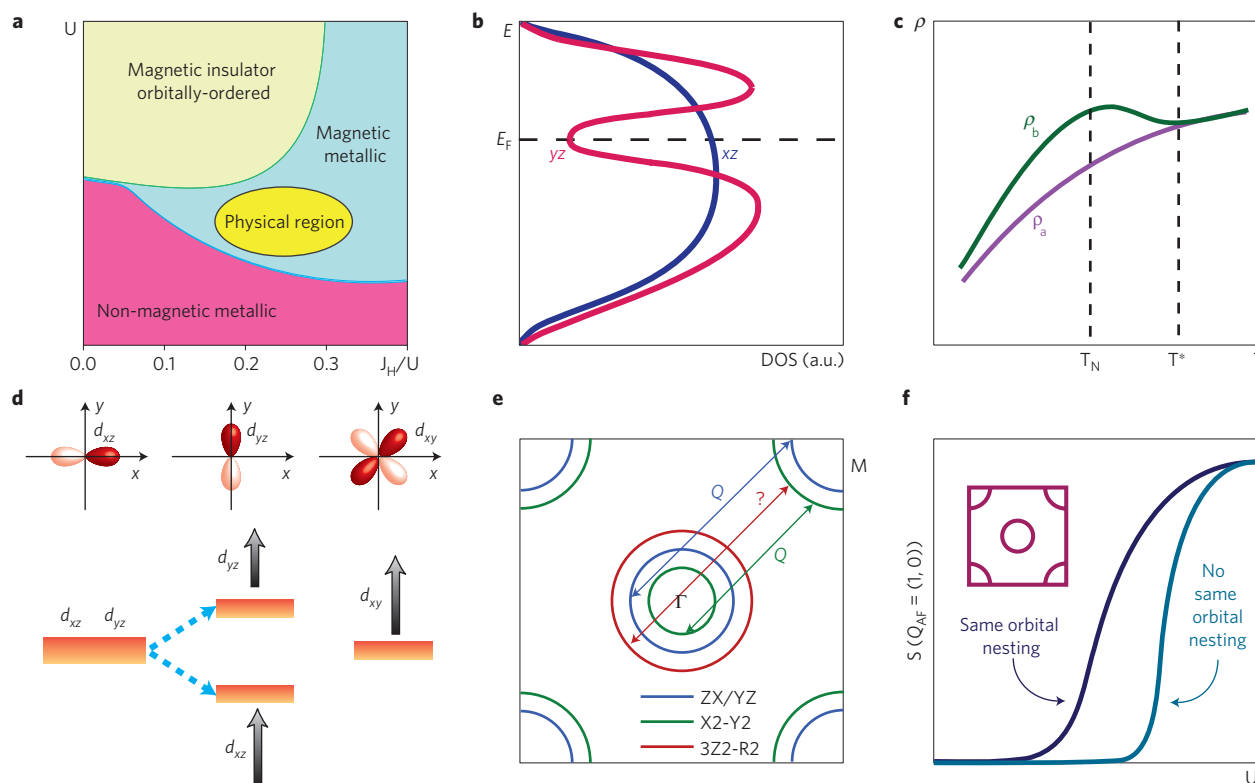 a
U
Magnetic insulator
orbitally-ordered
Magnetic
metallic
Physical region
Non-magnetic metallic
0.0 0.1 0.2 0.3 J_H/U
b
E
E_F
yz
xz
DOS (a.u.)
c
ρ
ρ_b
ρ_a
T_N T* T
d
y y y
d_xz d_yz d_xy
x x x
d_yz
d_xy
d_xz d_yz
d_xz
e
M
Q
?
Q
Γ
ZX/YZ
X2-Y2
3Z2-R2
f
S (Q_AF = (1, 0))
Same orbital
nesting
No
same
orbital
nesting
U